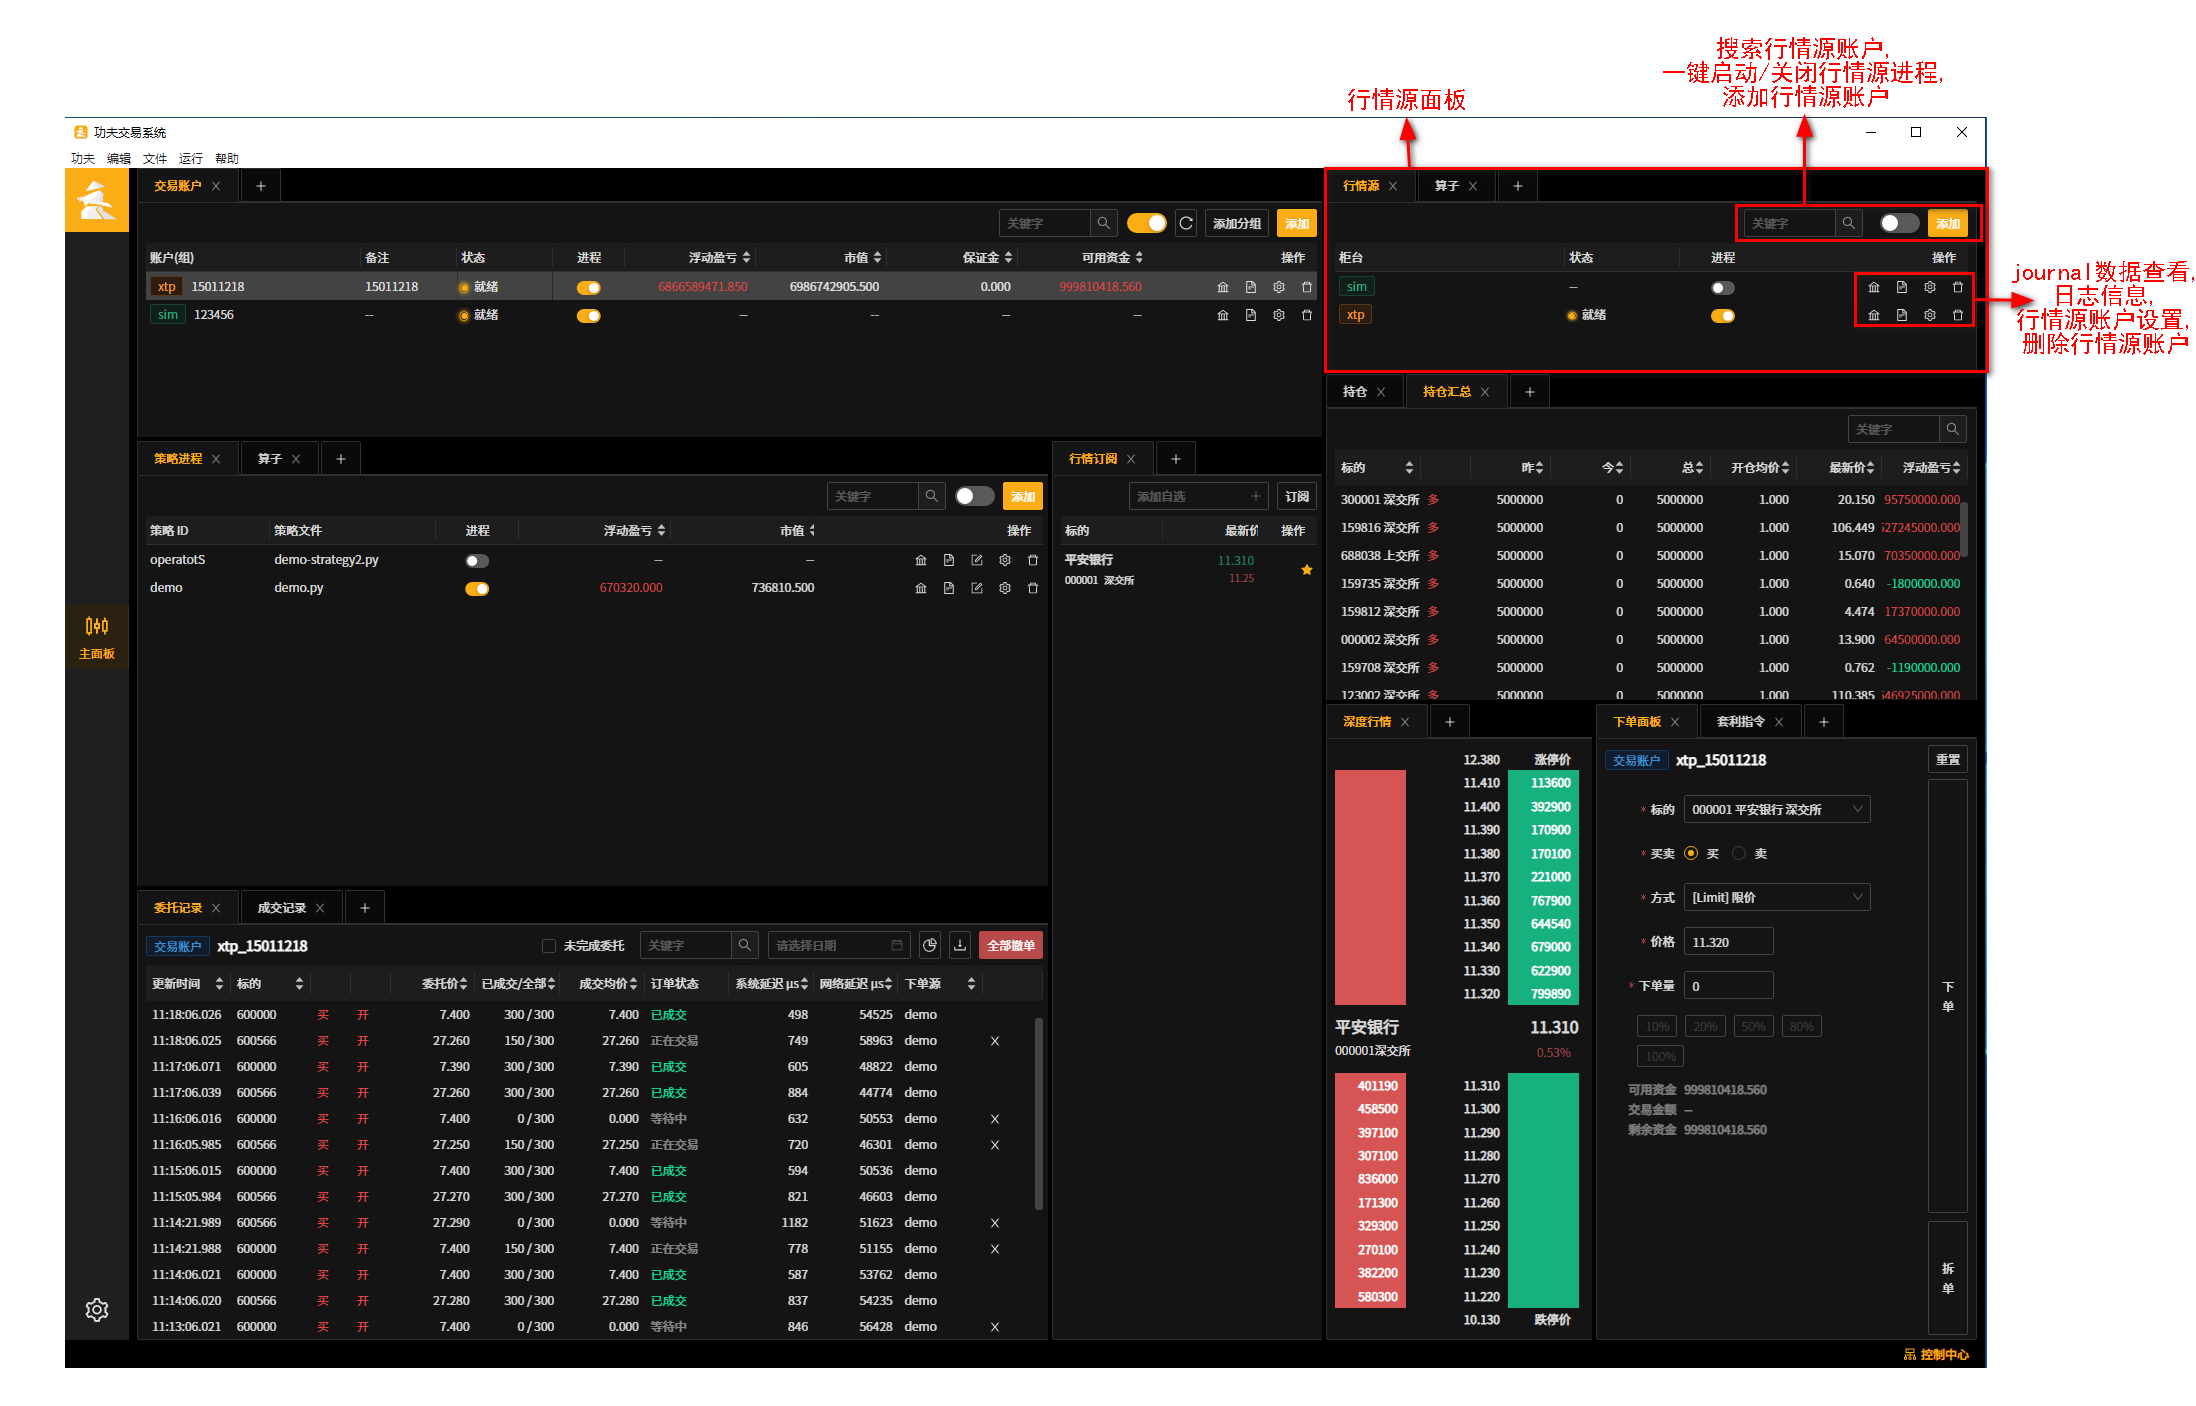 搜索行情源账户,
一键启动/关闭行情源进程,
添加行情源账户
行情源面板
功夫交易系统
功夫 编辑 文件 运行 帮助
交易账户
关键字 添加分组 添加
账户(组) 备注 状态 进程 浮动盈亏 市值 保证金 可用资金 操作
xtp 15011218 15011218 就绪 6866589471.850 6986742905.500 0.000 999810418.560
sim 123456 -- 就绪 -- -- -- --
行情源 算子
关键字 添加
柜台 状态 进程 操作
sim --
xtp 就绪
journal数据查看,
日志信息,
行情源账户设置,
删除行情源账户
主面板
策略进程 算子
关键字 添加
策略 ID 策略文件 进程 浮动盈亏 市值 操作
operatotS demo-strategy2.py -- --
demo demo.py 670320.000 736810.500
行情订阅
添加自选 订阅
标的 最新价 操作
平安银行 11.310
000001 深交所 11.25
持仓 持仓汇总
关键字
标的 昨 今 总 开仓均价 最新价 浮动盈亏
300001 深交所 多 5000000 0 5000000 1.000 20.150 95750000.000
159816 深交所 多 5000000 0 5000000 1.000 106.449 527245000.000
688038 上交所 多 5000000 0 5000000 1.000 15.070 70350000.000
159735 深交所 多 5000000 0 5000000 1.000 0.640 -1800000.000
159812 深交所 多 5000000 0 5000000 1.000 4.474 17370000.000
000002 深交所 多 5000000 0 5000000 1.000 13.900 64500000.000
159708 深交所 多 5000000 0 5000000 1.000 0.762 -1190000.000
123002 深交所 多 5000000 0 5000000 1.000 110.385 546925000.000
委托记录 成交记录
交易账户 xtp_15011218 未完成委托 关键字 请选择日期 全部撤单
更新时间 标的 委托价 已成交/全部 成交均价 订单状态 系统延迟 μs 网络延迟 μs 下单源
11:18:06.026 600000 买 开 7.400 300 / 300 7.400 已成交 498 54525 demo
11:18:06.025 600566 买 开 27.260 150 / 300 27.260 正在交易 749 58963 demo
11:17:06.071 600000 买 开 7.390 300 / 300 7.390 已成交 605 48822 demo
11:17:06.039 600566 买 开 27.260 300 / 300 27.260 已成交 884 44774 demo
11:16:06.016 600000 买 开 7.400 0 / 300 0.000 等待中 632 50553 demo
11:16:05.985 600566 买 开 27.250 150 / 300 27.250 正在交易 720 46301 demo
11:15:06.015 600000 买 开 7.400 300 / 300 7.400 已成交 594 50536 demo
11:15:05.984 600566 买 开 27.270 300 / 300 27.270 已成交 821 46603 demo
11:14:21.989 600566 买 开 27.290 0 / 300 0.000 等待中 1182 51623 demo
11:14:21.988 600000 买 开 7.400 150 / 300 7.400 正在交易 778 51155 demo
11:14:06.021 600000 买 开 7.400 300 / 300 7.400 已成交 587 53762 demo
11:14:06.020 600566 买 开 27.280 300 / 300 27.280 已成交 837 54235 demo
11:13:06.021 600000 买 开 7.400 0 / 300 0.000 等待中 846 56428 demo
深度行情
12.380 涨停价
11.410 113600
11.400 392900
11.390 170900
11.380 170100
11.370 221000
11.360 767900
11.350 644540
11.340 679000
11.330 622900
11.320 799890
平安银行 11.310
000001深交所 0.53%
401190 11.310
458500 11.300
397100 11.290
307100 11.280
836000 11.270
171300 11.260
329300 11.250
270100 11.240
382200 11.230
580300 11.220
10.130 跌停价
下单面板 套利指令
交易账户 xtp_15011218 重置
* 标的 000001 平安银行 深交所
* 买卖 买 卖
* 方式 [Limit] 限价
* 价格 11.320
* 下单量 0
10% 20% 50% 80%
100%
可用资金 999810418.560
交易金额 --
剩余资金 999810418.560
下
单
拆
单
控制中心